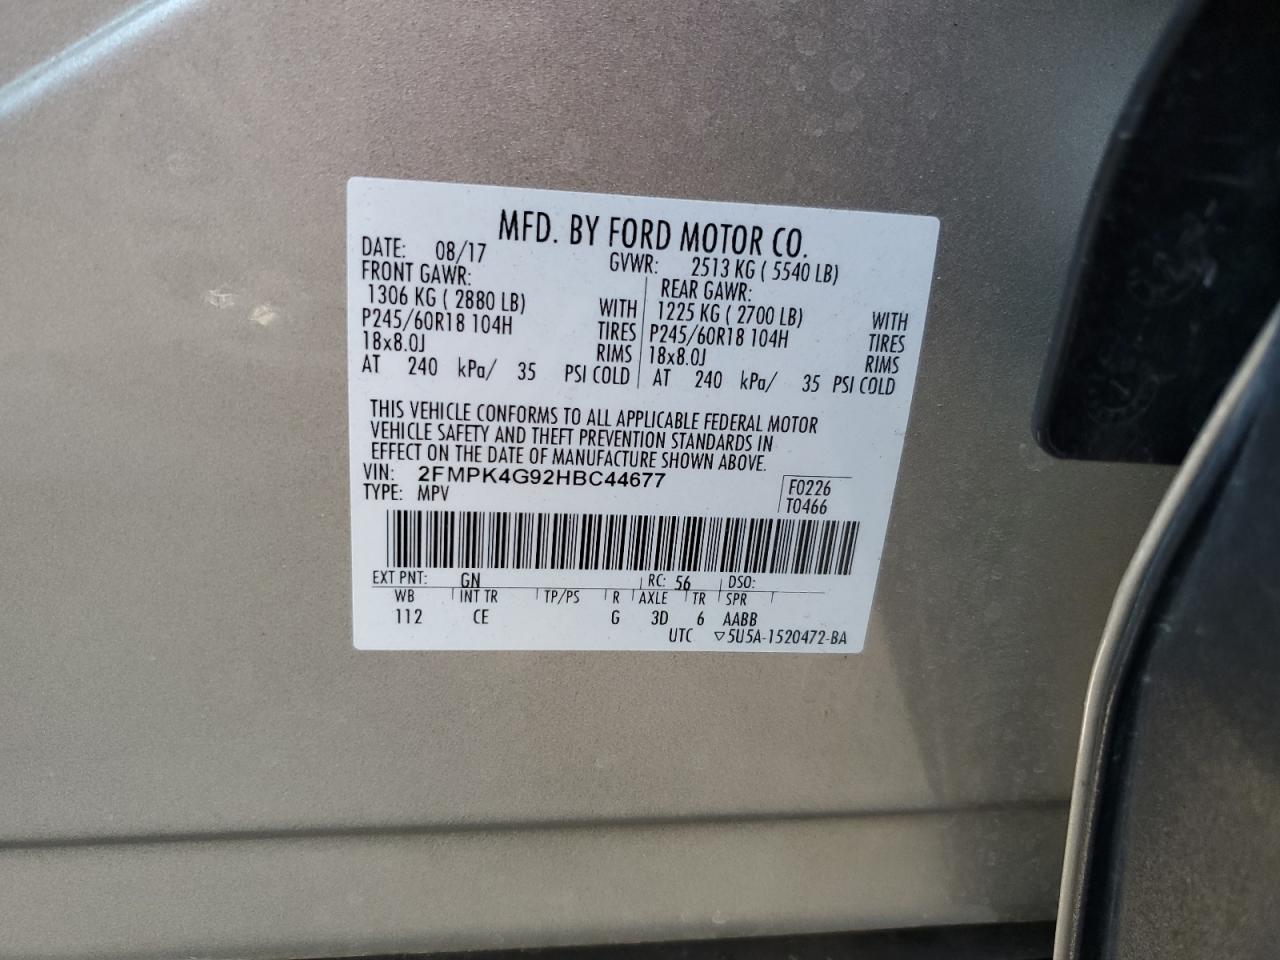 MFD. BY FORD MOTOR CO.
DATE: 08/17 GVWR: 2513 KG ( 5540 LB)
FRONT GAWR: REAR GAWR:
1306 KG ( 2880 LB) WITH 1225 KG ( 2700 LB) WITH
P245/60R18 104H TIRES P245/60R18 104H TIRES
18x8.0J RIMS 18x8.0J RIMS
AT 240 kPa/ 35 PSI COLD AT 240 kPa/ 35 PSI COLD
THIS VEHICLE CONFORMS TO ALL APPLICABLE FEDERAL MOTOR
VEHICLE SAFETY AND THEFT PREVENTION STANDARDS IN
EFFECT ON THE DATE OF MANUFACTURE SHOWN ABOVE.
VIN: 2FMPK4G92HBC44677 F0226
TYPE: MPV T0466
EXT PNT: GN RC: 56 DSO:
WB INT TR TP/PS R AXLE TR SPR
112 CE G 3D 6 AABB
UTC ▽5U5A-1520472-BA